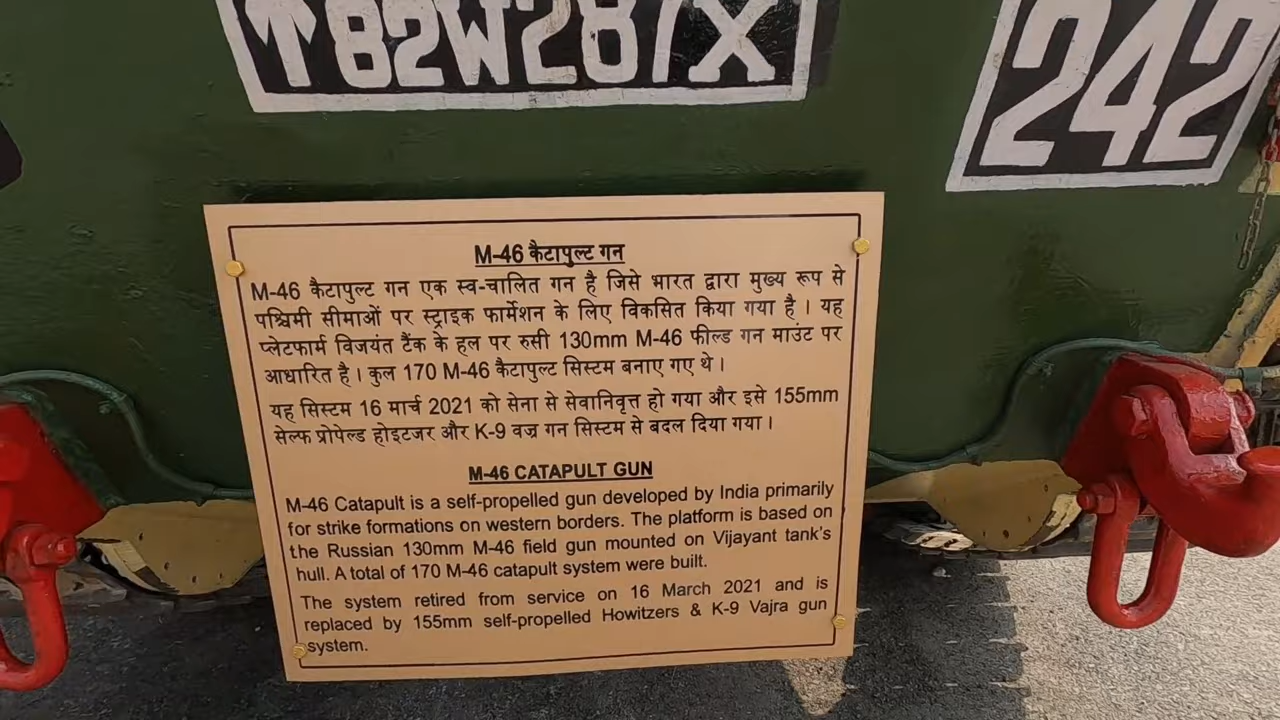 ↑82W287X
242
M-46 कैटापुल्ट गन
M-46 कैटापुल्ट गन एक स्व-चालित गन है जिसे भारत द्वारा मुख्य रूप से
पश्चिमी सीमाओं पर स्ट्राइक फार्मेशन के लिए विकसित किया गया है। यह
प्लेटफार्म विजयंत टैंक के हल पर रुसी 130mm M-46 फील्ड गन माउंट पर
आधारित है। कुल 170 M-46 कैटापुल्ट सिस्टम बनाए गए थे।
यह सिस्टम 16 मार्च 2021 को सेना से सेवानिवृत्त हो गया और इसे 155mm
सेल्फ प्रोपेल्ड होइटजर और K-9 वज्र गन सिस्टम से बदल दिया गया।
M-46 CATAPULT GUN
M-46 Catapult is a self-propelled gun developed by India primarily
for strike formations on western borders. The platform is based on
the Russian 130mm M-46 field gun mounted on Vijayant tank's
hull. A total of 170 M-46 catapult system were built.
The system retired from service on 16 March 2021 and is
replaced by 155mm self-propelled Howitzers & K-9 Vajra gun
system.